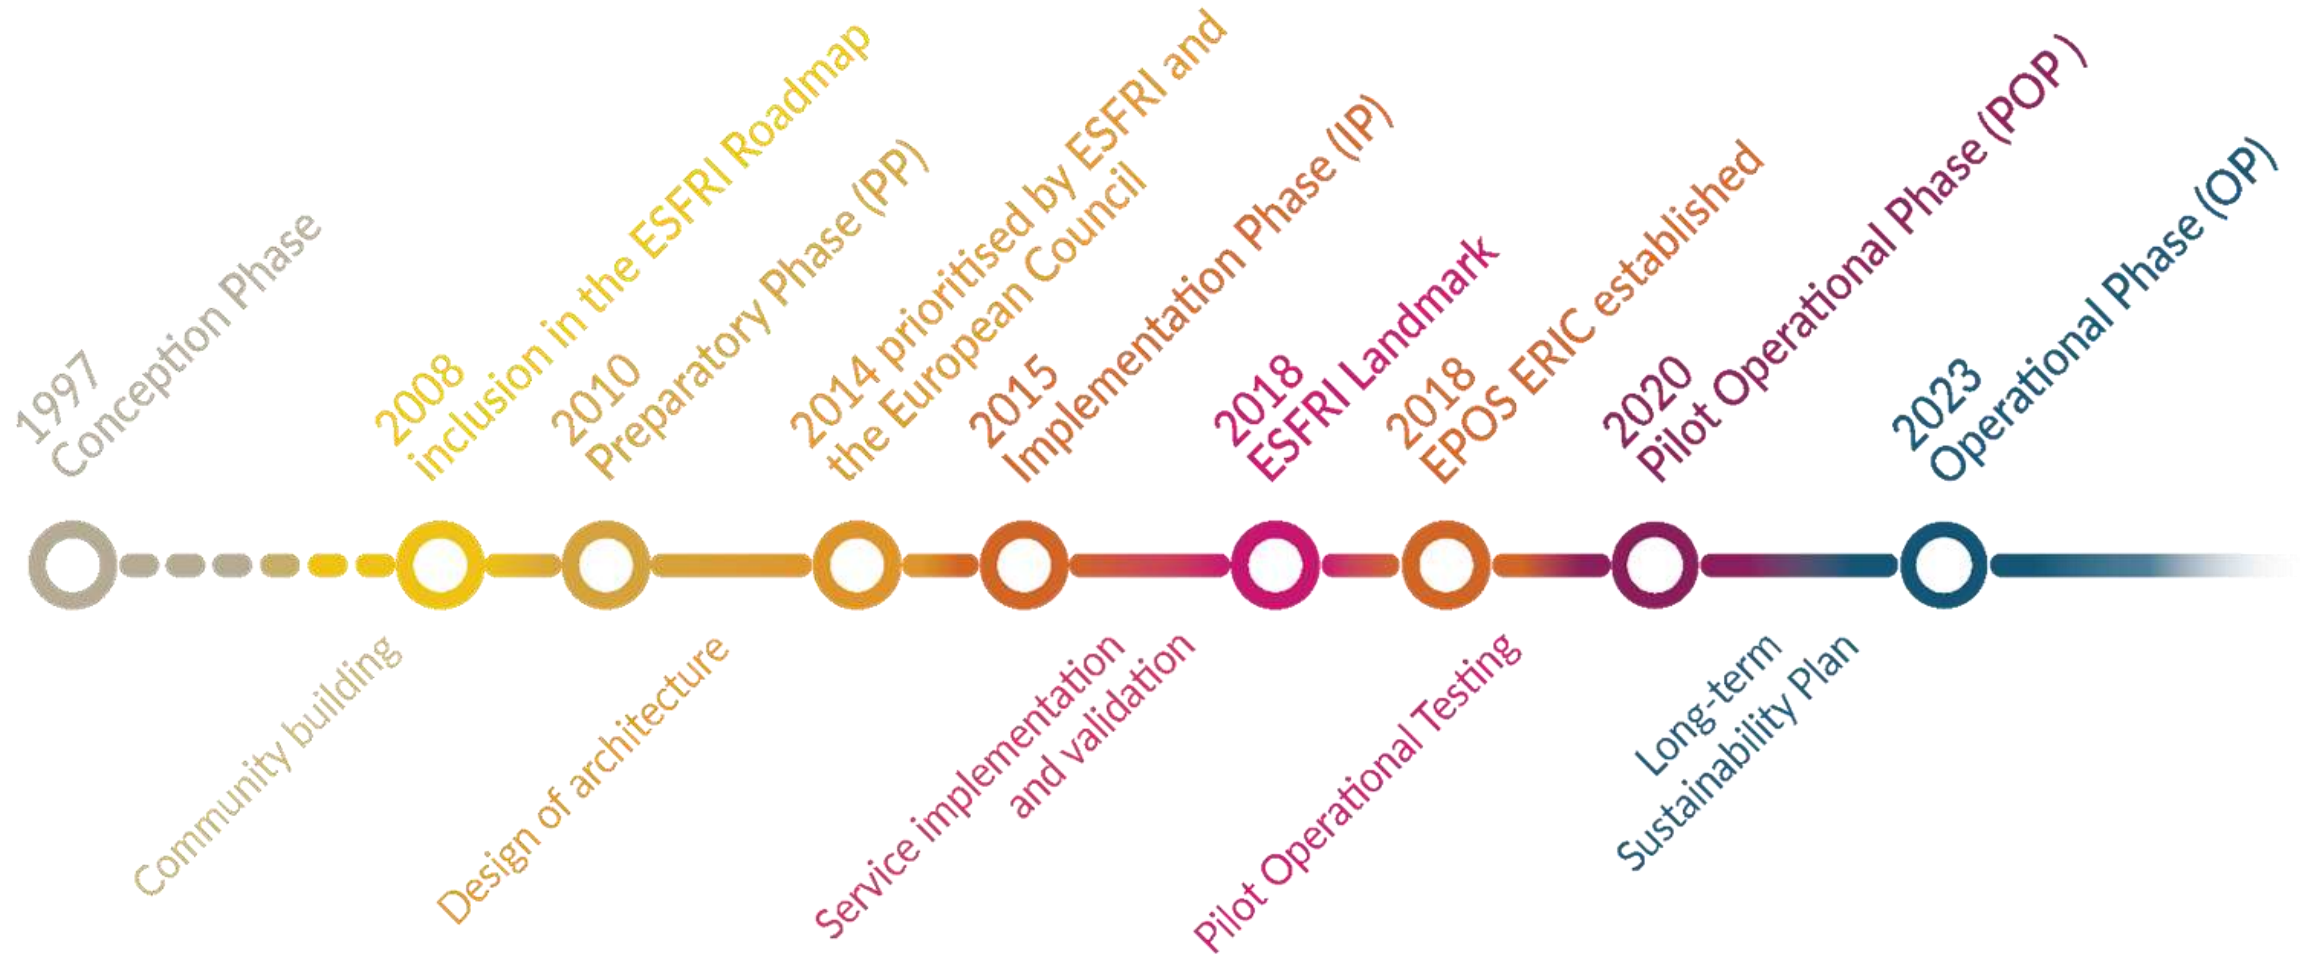 1997
Conception Phase
2008
inclusion in the ESFRI Roadmap
2010
Preparatory Phase (PP)
2014 prioritised by ESFRI and
the European Council
2015
Implementation Phase (IP)
2018
ESFRI Landmark
2018
EPOS ERIC established
2020
Pilot Operational Phase (POP )
2023
Operational Phase (OP)
Community building
Design of architecture
Service implementation
and validation
Pilot Operational Testing
Long-term
Sustainability Plan